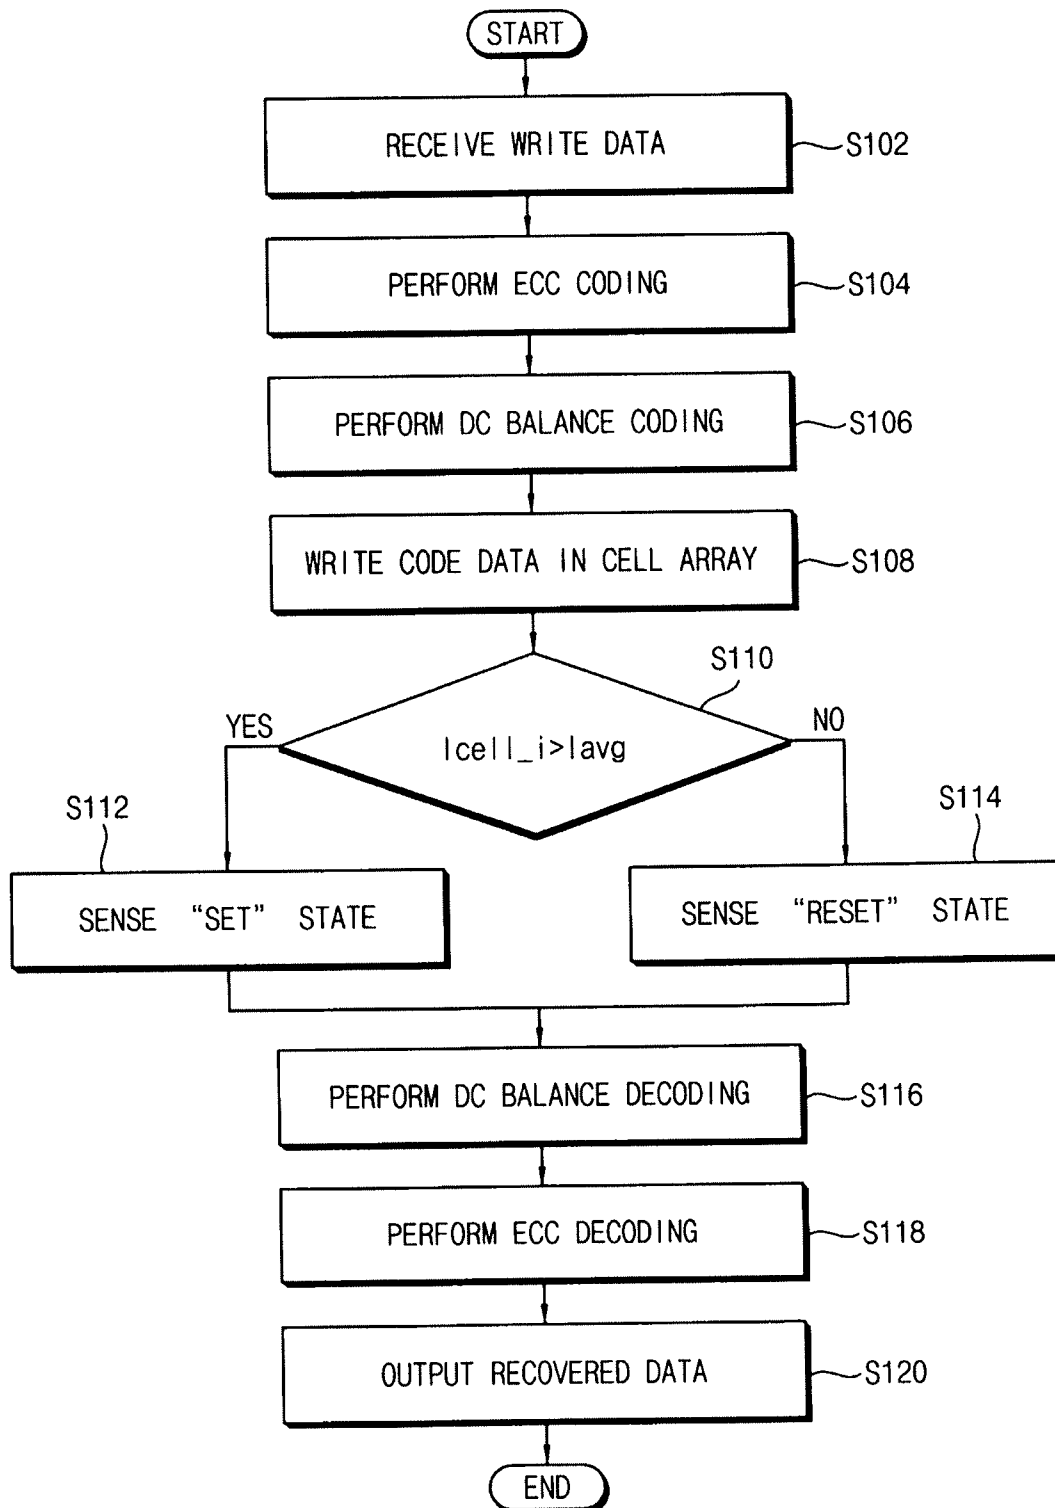 START
RECEIVE WRITE DATA
S102
PERFORM ECC CODING
S104
PERFORM DC BALANCE CODING
S106
WRITE CODE DATA IN CELL ARRAY
S108
S110
YES
Icell_i>Iavg
NO
S112
S114
SENSE “SET” STATE
SENSE “RESET” STATE
PERFORM DC BALANCE DECODING
S116
PERFORM ECC DECODING
S118
OUTPUT RECOVERED DATA
S120
END